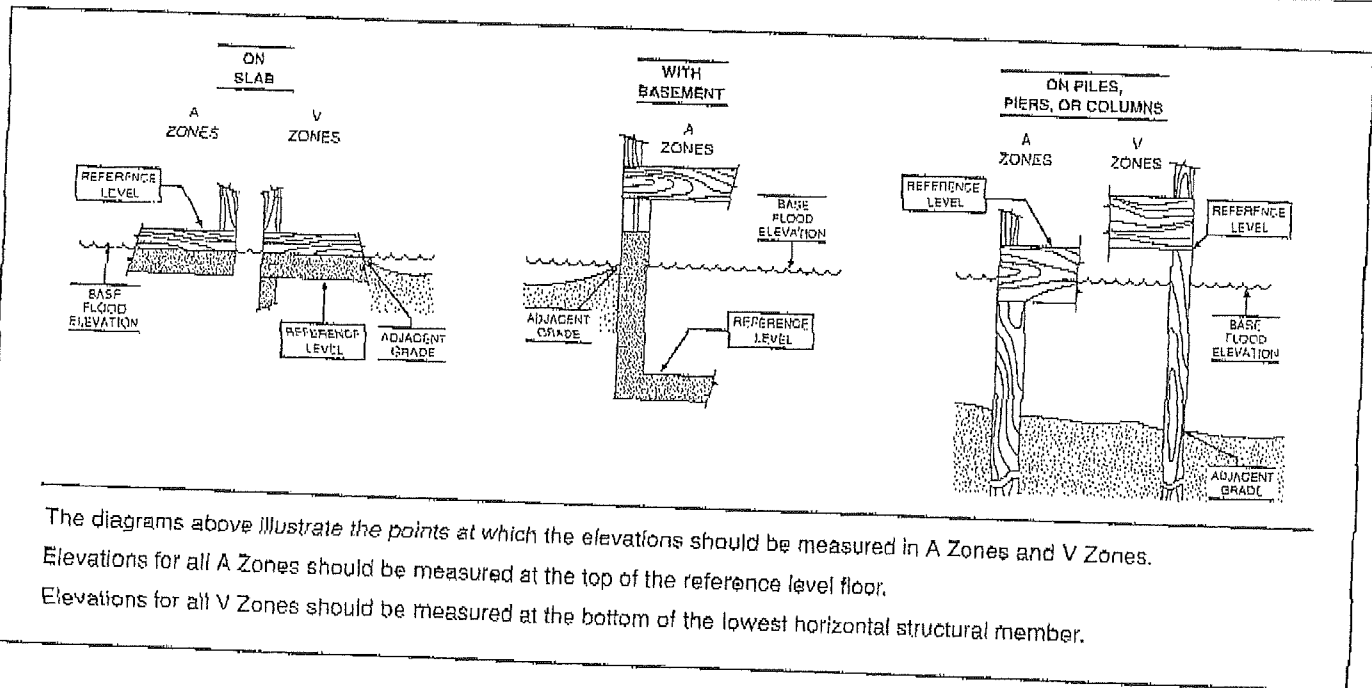 ON
SLAB
A
ZONES
V
ZONES
REFERENCE
LEVEL
BASE
FLOOD
ELEVATION
REFERENCE
LEVEL
ADJACENT
GRADE
WITH
BASEMENT
A
ZONES
BASE
FLOOD
ELEVATION
ADJACENT
GRADE
REFERENCE
LEVEL
ON PILES,
PIERS, OR COLUMNS
A
ZONES
V
ZONES
REFERENCE
LEVEL
REFERENCE
LEVEL
BASE
FLOOD
ELEVATION
ADJACENT
GRADE
The diagrams above illustrate the points at which the elevations should be measured in A Zones and V Zones.
Elevations for all A Zones should be measured at the top of the reference level floor.
Elevations for all V Zones should be measured at the bottom of the lowest horizontal structural member.